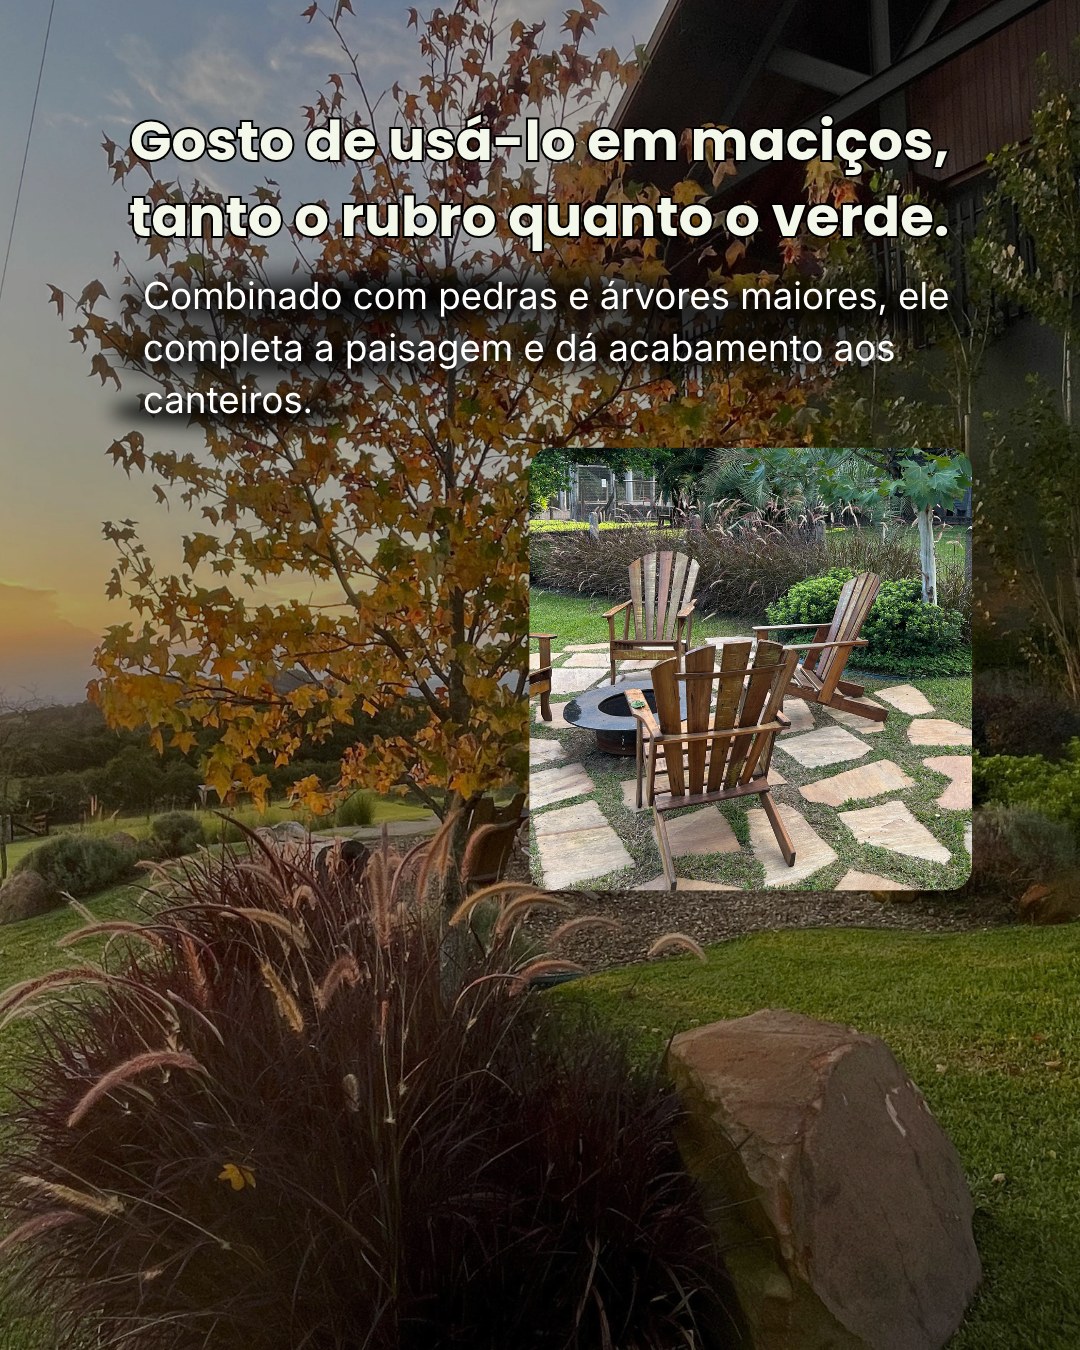 Gosto de usá-lo em maciços,
tanto o rubro quanto o verde.
Combinado com pedras e árvores maiores, ele
completa a paisagem e dá acabamento aos
canteiros.